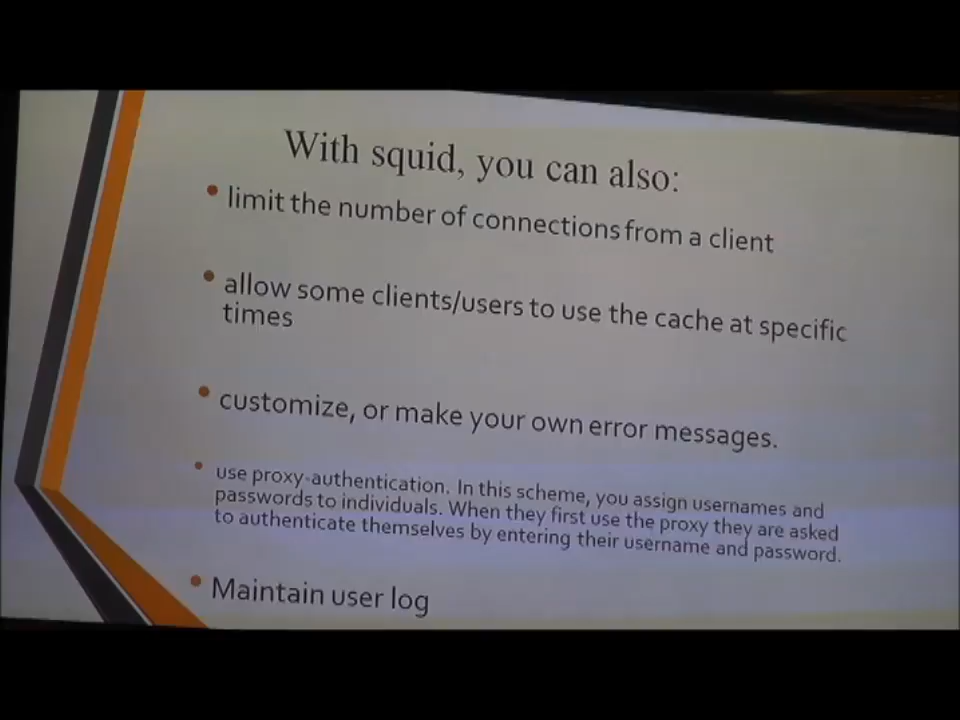 With squid, you can also:
• limit the number of connections from a client
• allow some clients/users to use the cache at specific
times
• customize, or make your own error messages.
• use proxy-authentication. In this scheme, you assign usernames and
passwords to individuals. When they first use the proxy they are asked
to authenticate themselves by entering their username and password.
• Maintain user log